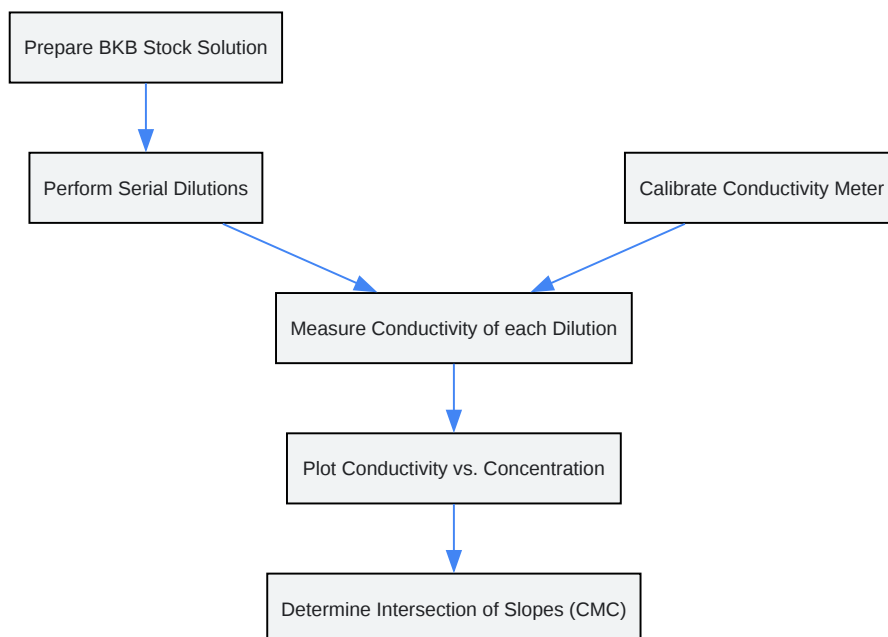 Prepare BKB Stock Solution
Perform Serial Dilutions
Calibrate Conductivity Meter
Measure Conductivity of each Dilution
Plot Conductivity vs. Concentration
Determine Intersection of Slopes (CMC)